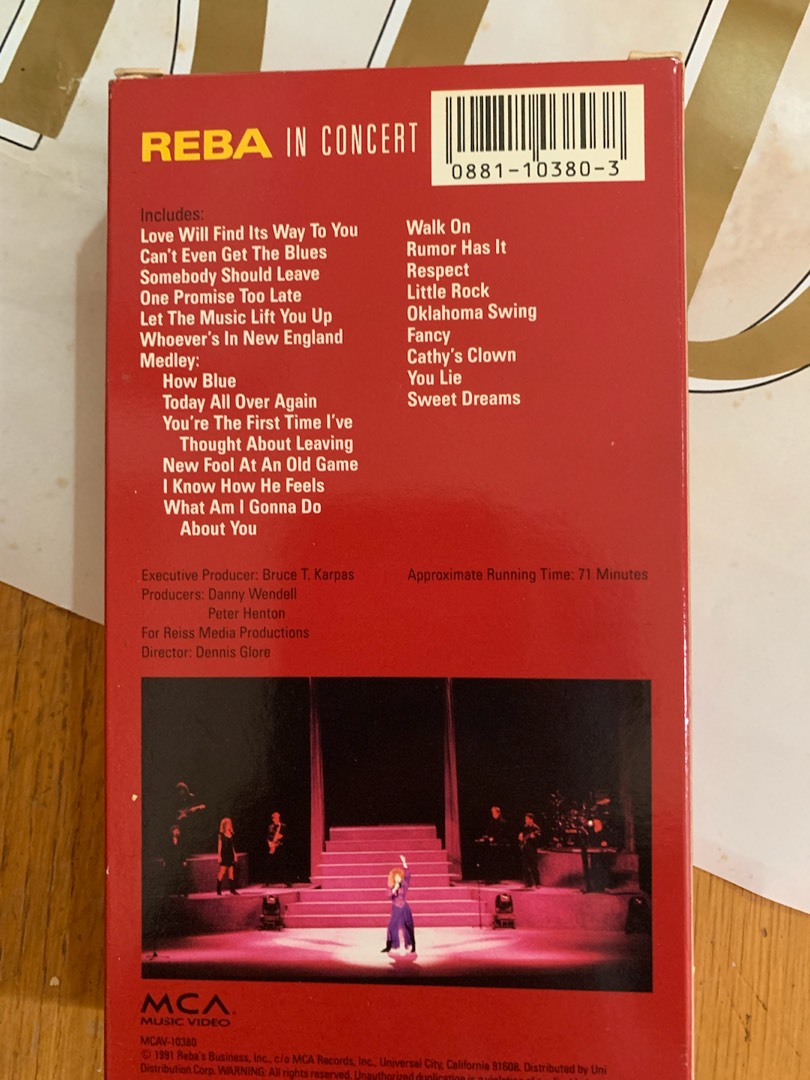 REBA IN CONCERT
0881-10380-3
Includes:
Love Will Find Its Way To You
Can't Even Get The Blues
Somebody Should Leave
One Promise Too Late
Let The Music Lift You Up
Whoever's In New England
Medley:
How Blue
Today All Over Again
You're The First Time I've
Thought About Leaving
New Fool At An Old Game
I Know How He Feels
What Am I Gonna Do
About You
Walk On
Rumor Has It
Respect
Little Rock
Oklahoma Swing
Fancy
Cathy's Clown
You Lie
Sweet Dreams
Executive Producer: Bruce T. Karpas
Producers: Danny Wendell
Peter Henton
For Reiss Media Productions
Director: Dennis Glore
Approximate Running Time: 71 Minutes
MCA
MUSIC VIDEO
MCAV-10380
© 1991 Reba's Business, Inc., c/o MCA Records, Inc., Universal City, California 91608. Distributed by Uni
Distribution Corp. WARNING: All rights reserved. Unauthorized duplication is a violation of